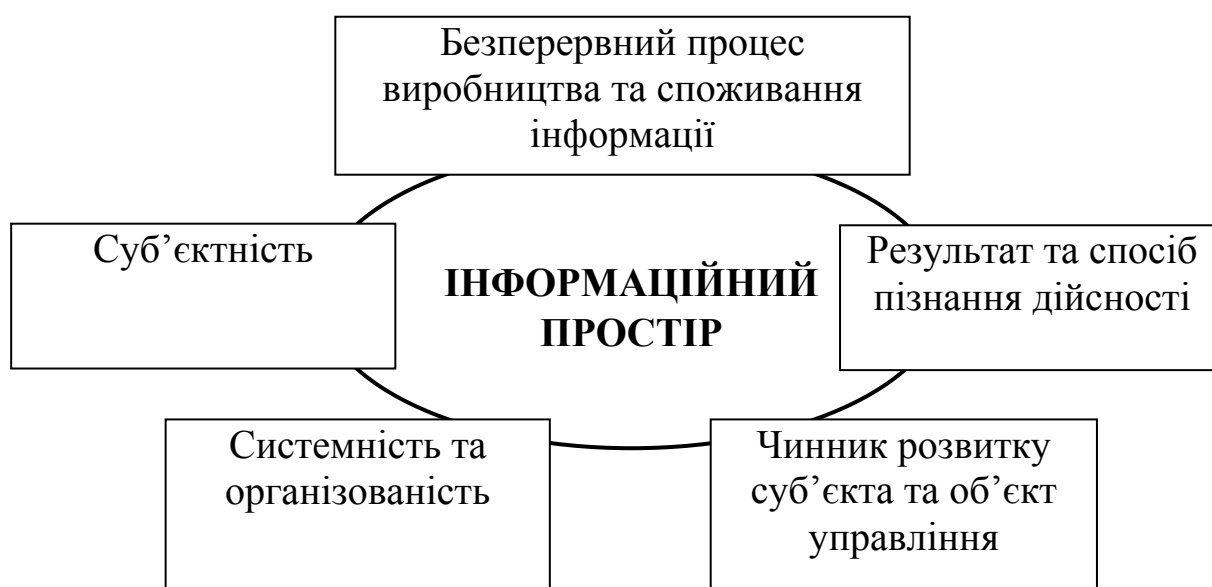 Безперервний процес
виробництва та споживання
інформації
Суб’єктність
ІНФОРМАЦІЙНИЙ
ПРОСТІР
Результат та спосіб
пізнання дійсності
Системність та
організованість
Чинник розвитку
суб’єкта та об’єкт
управління